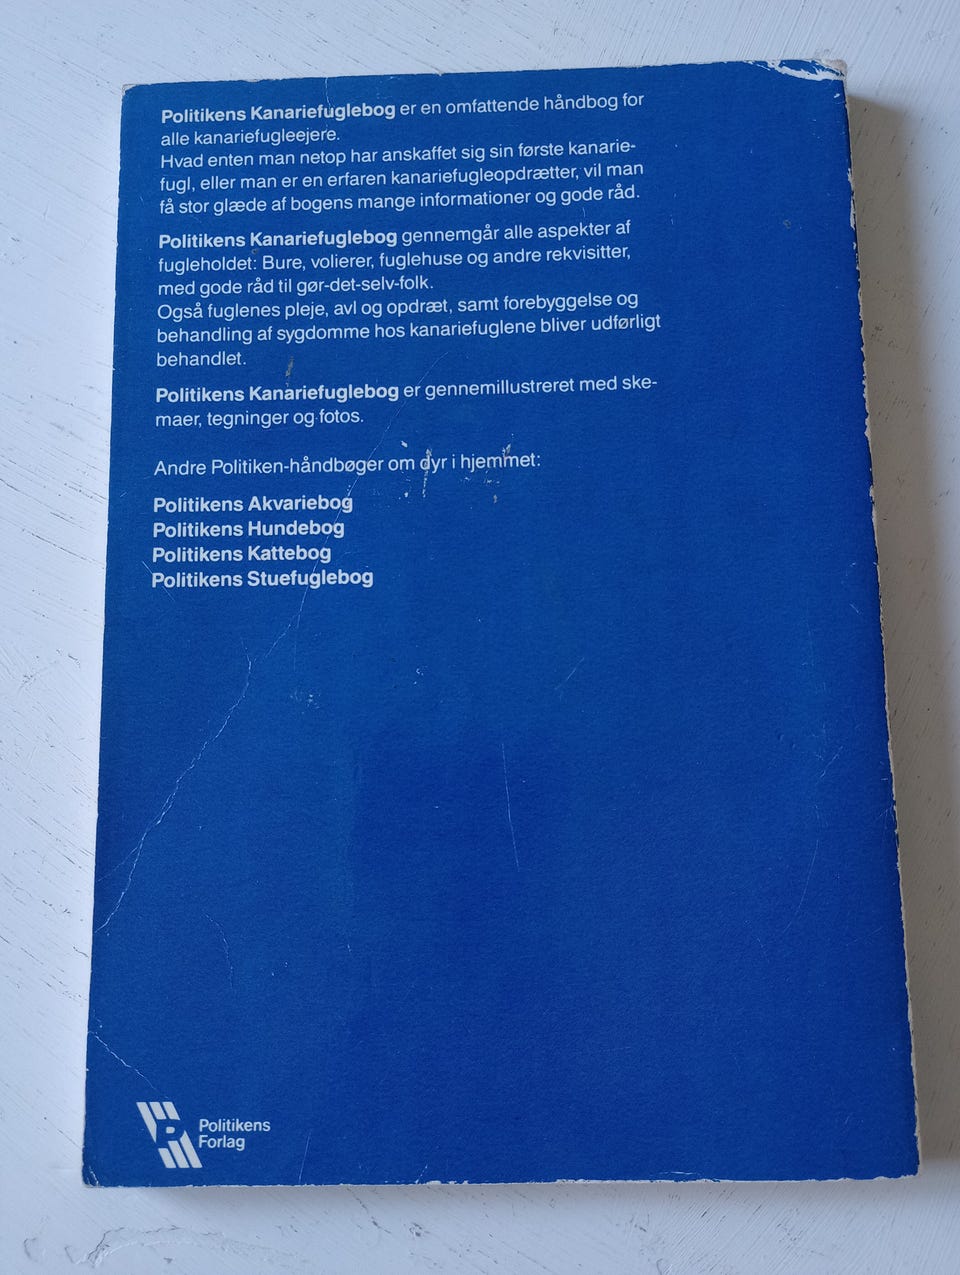 Politikens Kanariefuglebog er en omfattende håndbog for
alle kanariefugleejere.
Hvad enten man netop har anskaffet sig sin første kanarie-
fugl, eller man er en erfaren kanariefugleopdrætter, vil man
få stor glæde af bogens mange informationer og gode råd.
Politikens Kanariefuglebog gennemgår alle aspekter af
fugleholdet: Bure, volierer, fuglehuse og andre rekvisitter,
med gode råd til gør-det-selv-folk.
Også fuglenes pleje, avl og opdræt, samt forebyggelse og
behandling af sygdomme hos kanariefuglene bliver udførligt
behandlet.
Politikens Kanariefuglebog er gennemillustreret med ske-
maer, tegninger og fotos.
Andre Politiken-håndbøger om dyr i hjemmet:
Politikens Akvariebog
Politikens Hundebog
Politikens Kattebog
Politikens Stuefuglebog
P
Politikens
Forlag